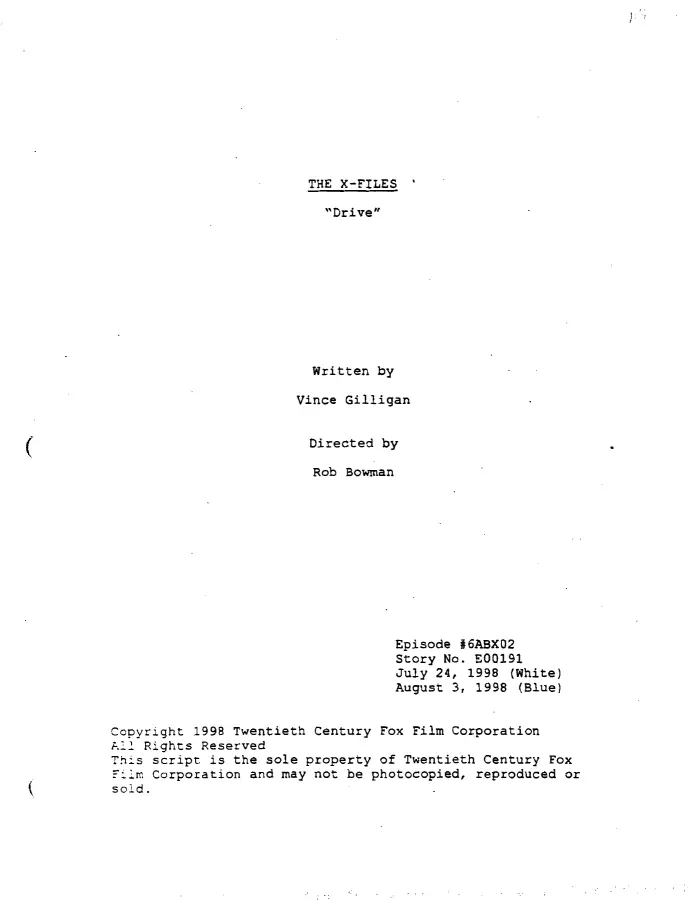 THE X-FILES
"Drive"
Written by
Vince Gilligan
Directed by
Rob Bowman
Episode #6ABX02
Story No. E00191
July 24, 1998 (White)
August 3, 1998 (Blue)
Copyright 1998 Twentieth Century Fox Film Corporation
All Rights Reserved
This script is the sole property of Twentieth Century Fox
Film Corporation and may not be photocopied, reproduced or
sold.